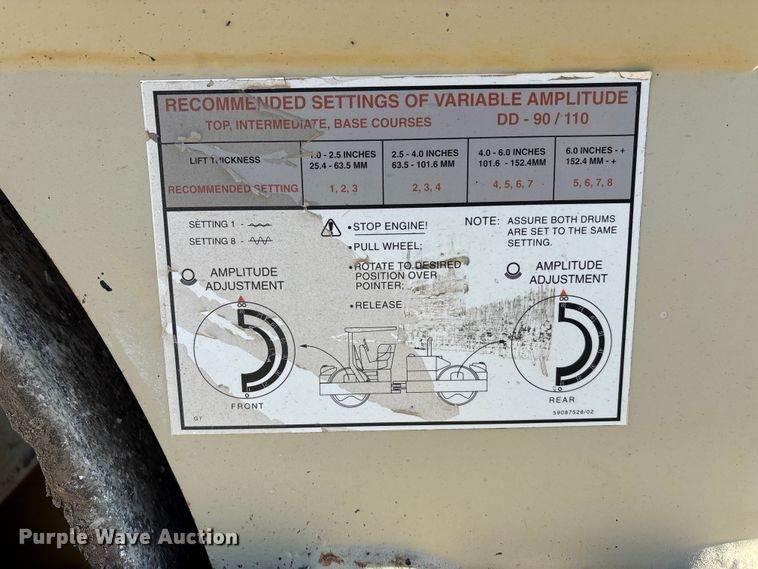 RECOMMENDED SETTINGS OF VARIABLE AMPLITUDE
TOP, INTERMEDIATE, BASE COURSES DD - 90 / 110
LIFT THICKNESS
1.0 - 2.5 INCHES
25.4 - 63.5 MM
2.5 - 4.0 INCHES
63.5 - 101.6 MM
4.0 - 6.0 INCHES
101.6 - 152.4MM
6.0 INCHES - +
152.4 MM - +
RECOMMENDED SETTING 1, 2, 3 2, 3, 4 4, 5, 6, 7 5, 6, 7, 8
SETTING 1 -
SETTING 8 -
•STOP ENGINE!
•PULL WHEEL;
•ROTATE TO DESIRED
POSITION OVER
POINTER;
•RELEASE
NOTE: ASSURE BOTH DRUMS
ARE SET TO THE SAME
SETTING.
AMPLITUDE
ADJUSTMENT
AMPLITUDE
ADJUSTMENT
FRONT
REAR
G7
59087528/02
Purple Wave Auction